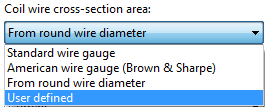 Coil wire cross-section area:
From round wire diameter
Standard wire gauge
American wire gauge (Brown & Sharpe)
From round wire diameter
User defined